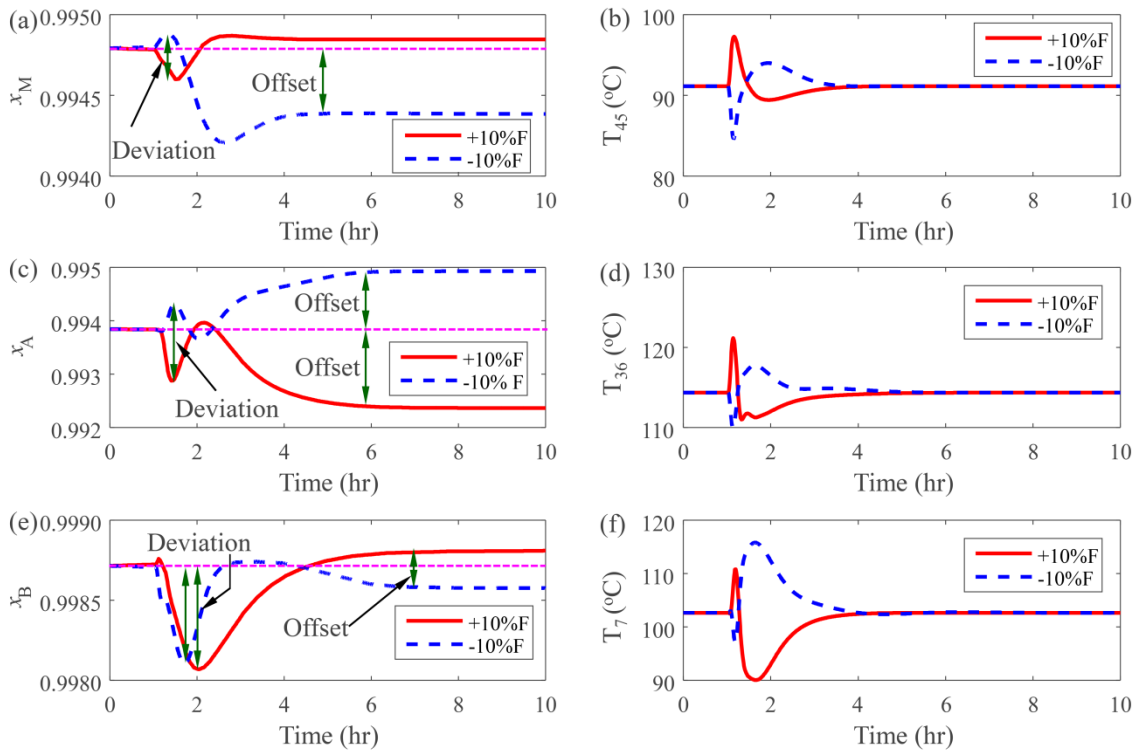 (a)
0.9950
0.9945
0.9940
x_M
Deviation
Offset
+10%F
-10%F
0 2 4 6 8 10
Time (hr)
(b)
100
90
80
T_45 (°C)
+10%F
-10%F
0 2 4 6 8 10
Time (hr)
(c)
0.995
0.994
0.993
0.992
x_A
Offset
Offset
Deviation
+10%F
-10% F
0 2 4 6 8 10
Time (hr)
(d)
130
120
110
T_36 (°C)
+10%F
-10%F
0 2 4 6 8 10
Time (hr)
(e)
0.9990
0.9985
0.9980
x_B
Deviation
Offset
+10%F
-10%F
0 2 4 6 8 10
Time (hr)
(f)
120
110
100
90
T_7 (°C)
+10%F
-10%F
0 2 4 6 8 10
Time (hr)